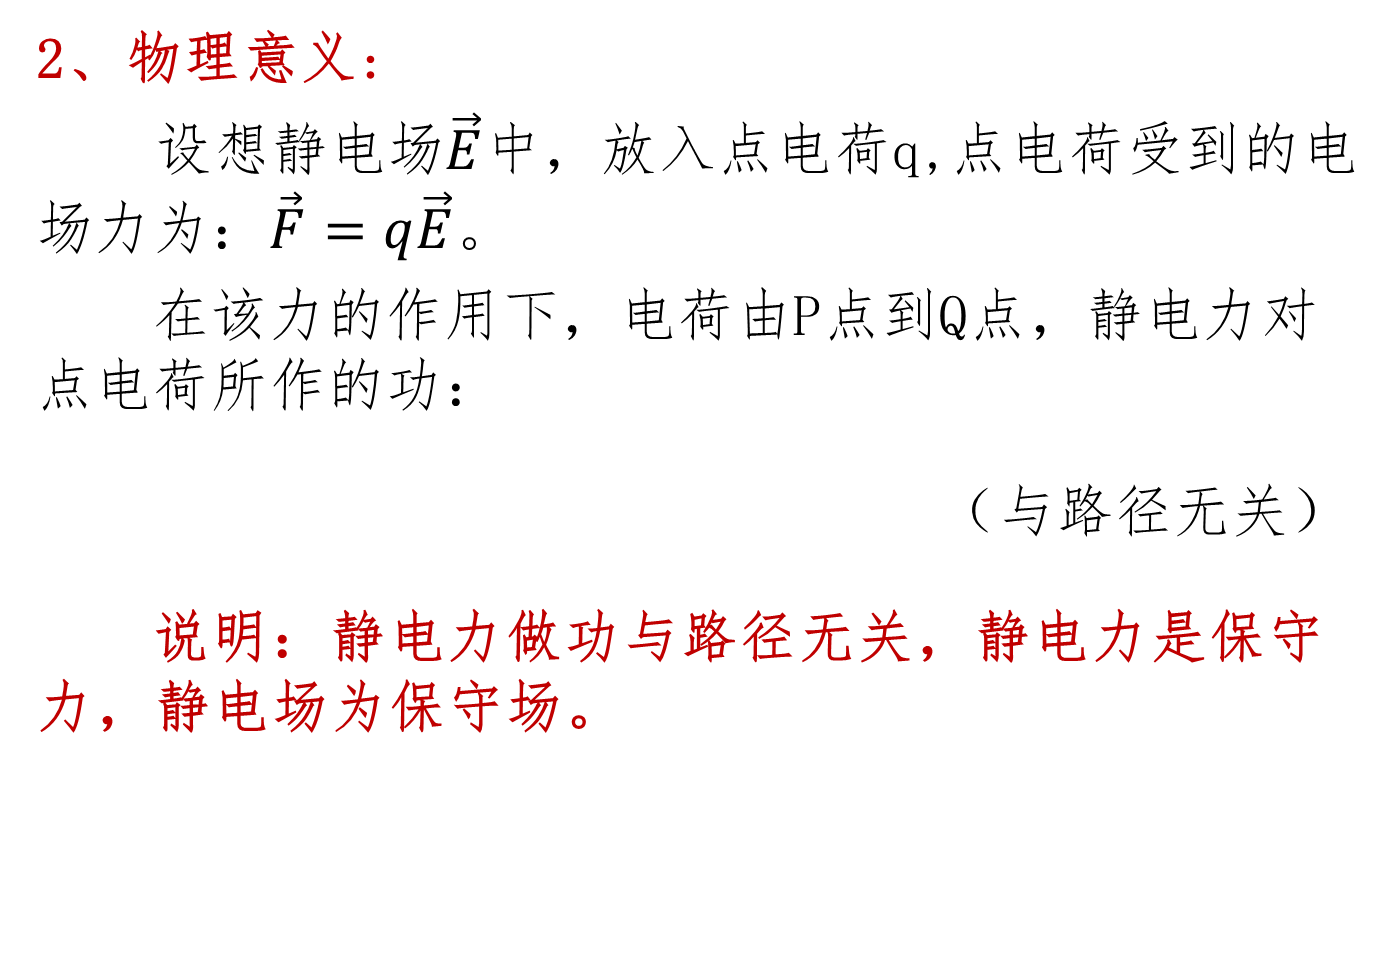 2、物理意义：
设想静电场$\vec{E}$中，放入点电荷q,点电荷受到的电
场力为：$\vec{F} = q\vec{E}$。
在该力的作用下，电荷由P点到Q点，静电力对
点电荷所作的功：
（与路径无关）
说明：静电力做功与路径无关，静电力是保守
力，静电场为保守场。